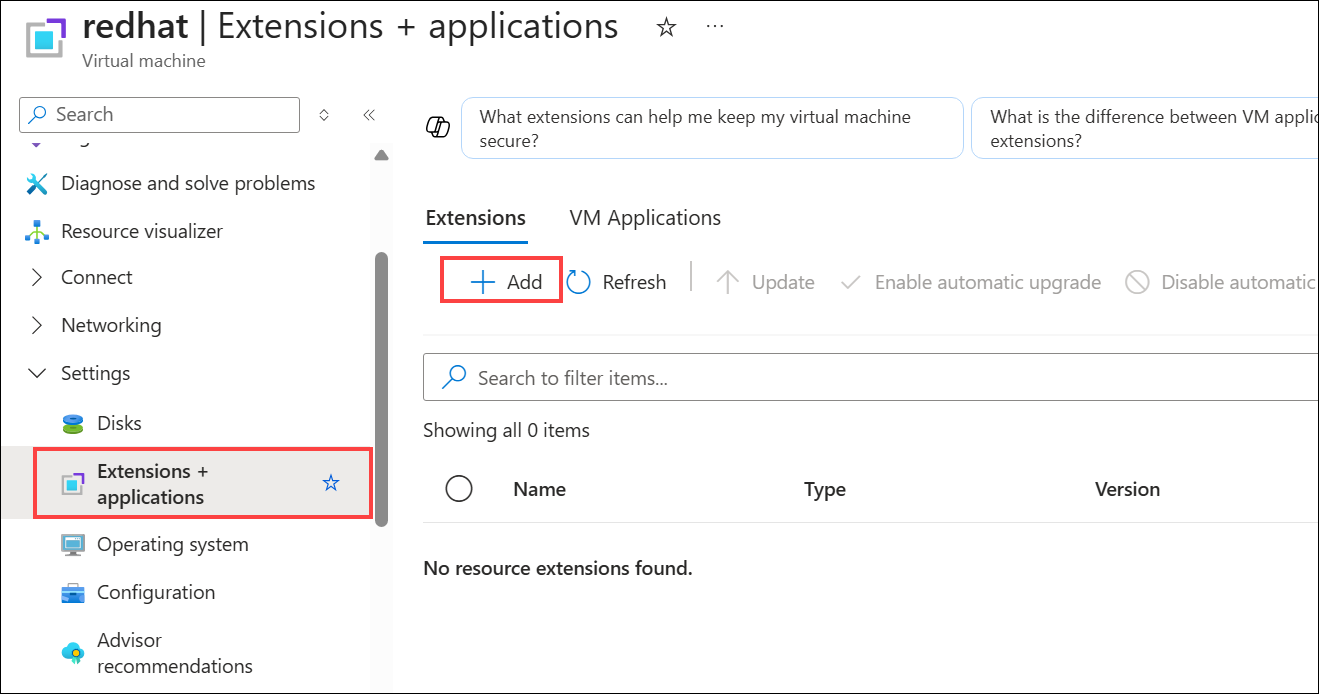 redhat | Extensions + applications
Virtual machine
Search
Diagnose and solve problems
Resource visualizer
Connect
Networking
Settings
Disks
Extensions +
applications
Operating system
Configuration
Advisor
recommendations
What extensions can help me keep my virtual machine
secure?
What is the difference between VM
extensions?
Extensions VM Applications
Add Refresh Update Enable automatic upgrade Disable automatic
Search to filter items...
Showing all 0 items
Name Type Version
No resource extensions found.